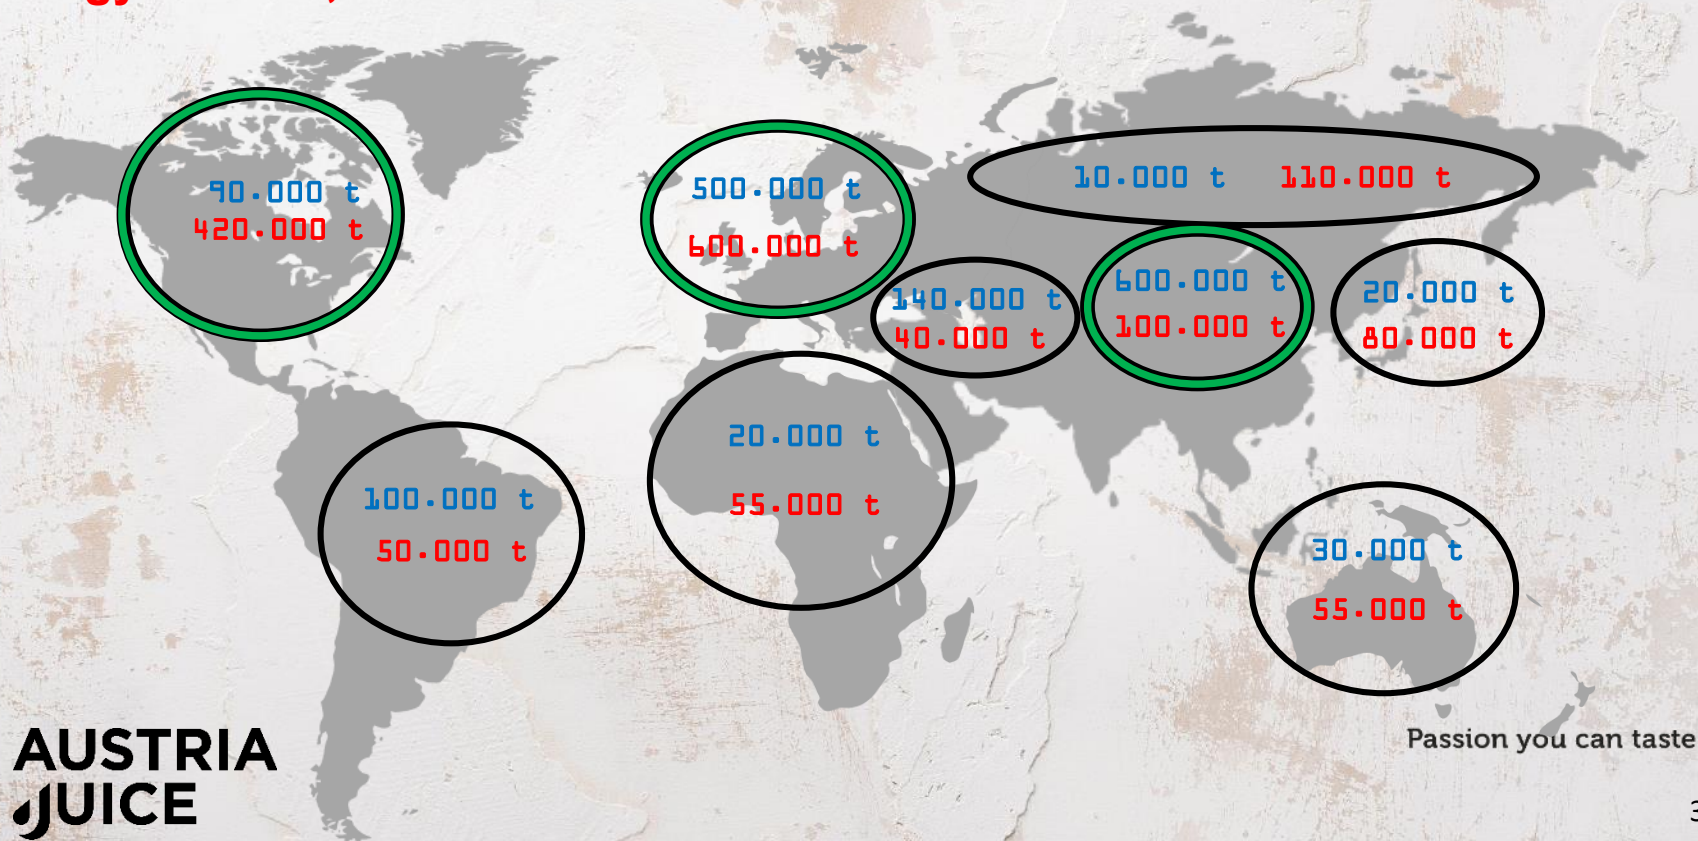 90.000 t
420.000 t
500.000 t
600.000 t
10.000 t 110.000 t
140.000 t
40.000 t
600.000 t
100.000 t
20.000 t
80.000 t
20.000 t
55.000 t
100.000 t
50.000 t
30.000 t
55.000 t
AUSTRIA
JUICE
Passion you can taste